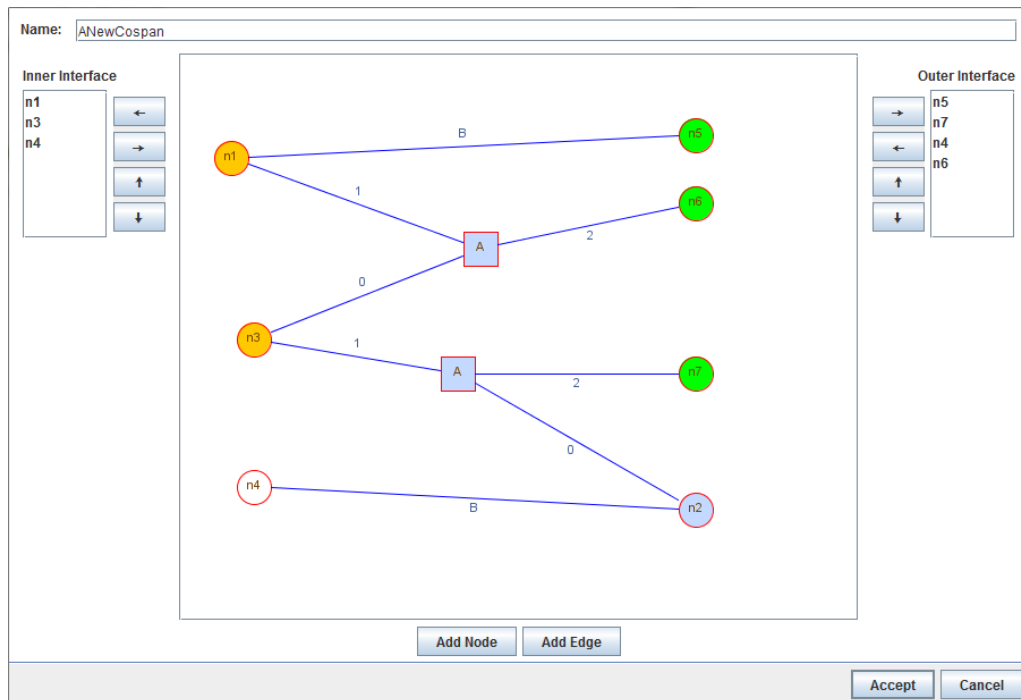 Name: ANewCospan
Inner Interface
Outer Interface
n1
n3
n4
←
→
↑
↓
n1
B
n5
1
n6
A
2
0
n3
1
A
2
n7
0
n4
B
n2
→
←
↑
↓
n5
n7
n4
n6
Add Node
Add Edge
Accept
Cancel